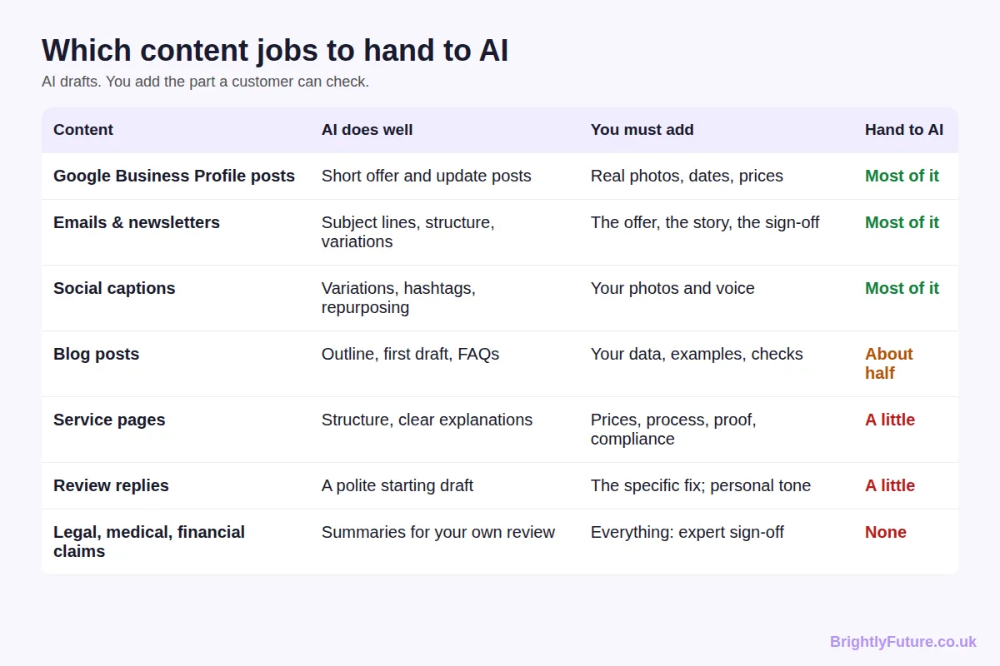 Which content jobs to hand to AI
AI drafts. You add the part a customer can check.
Content AI does well You must add Hand to AI
Google Business Profile posts Short offer and update posts Real photos, dates, prices Most of it
Emails & newsletters Subject lines, structure, The offer, the story, the sign-off Most of it
variations
Social captions Variations, hashtags, Your photos and voice Most of it
repurposing
Blog posts Outline, first draft, FAQs Your data, examples, checks About
half
Service pages Structure, clear explanations Prices, process, proof, A little
compliance
Review replies A polite starting draft The specific fix; personal tone A little
Legal, medical, financial Summaries for your own review Everything: expert sign-off None
claims
BrightlyFuture.co.uk